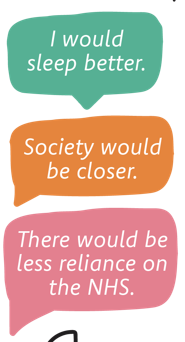 I would
sleep better.
Society would
be closer.
There would be
less reliance on
the NHS.